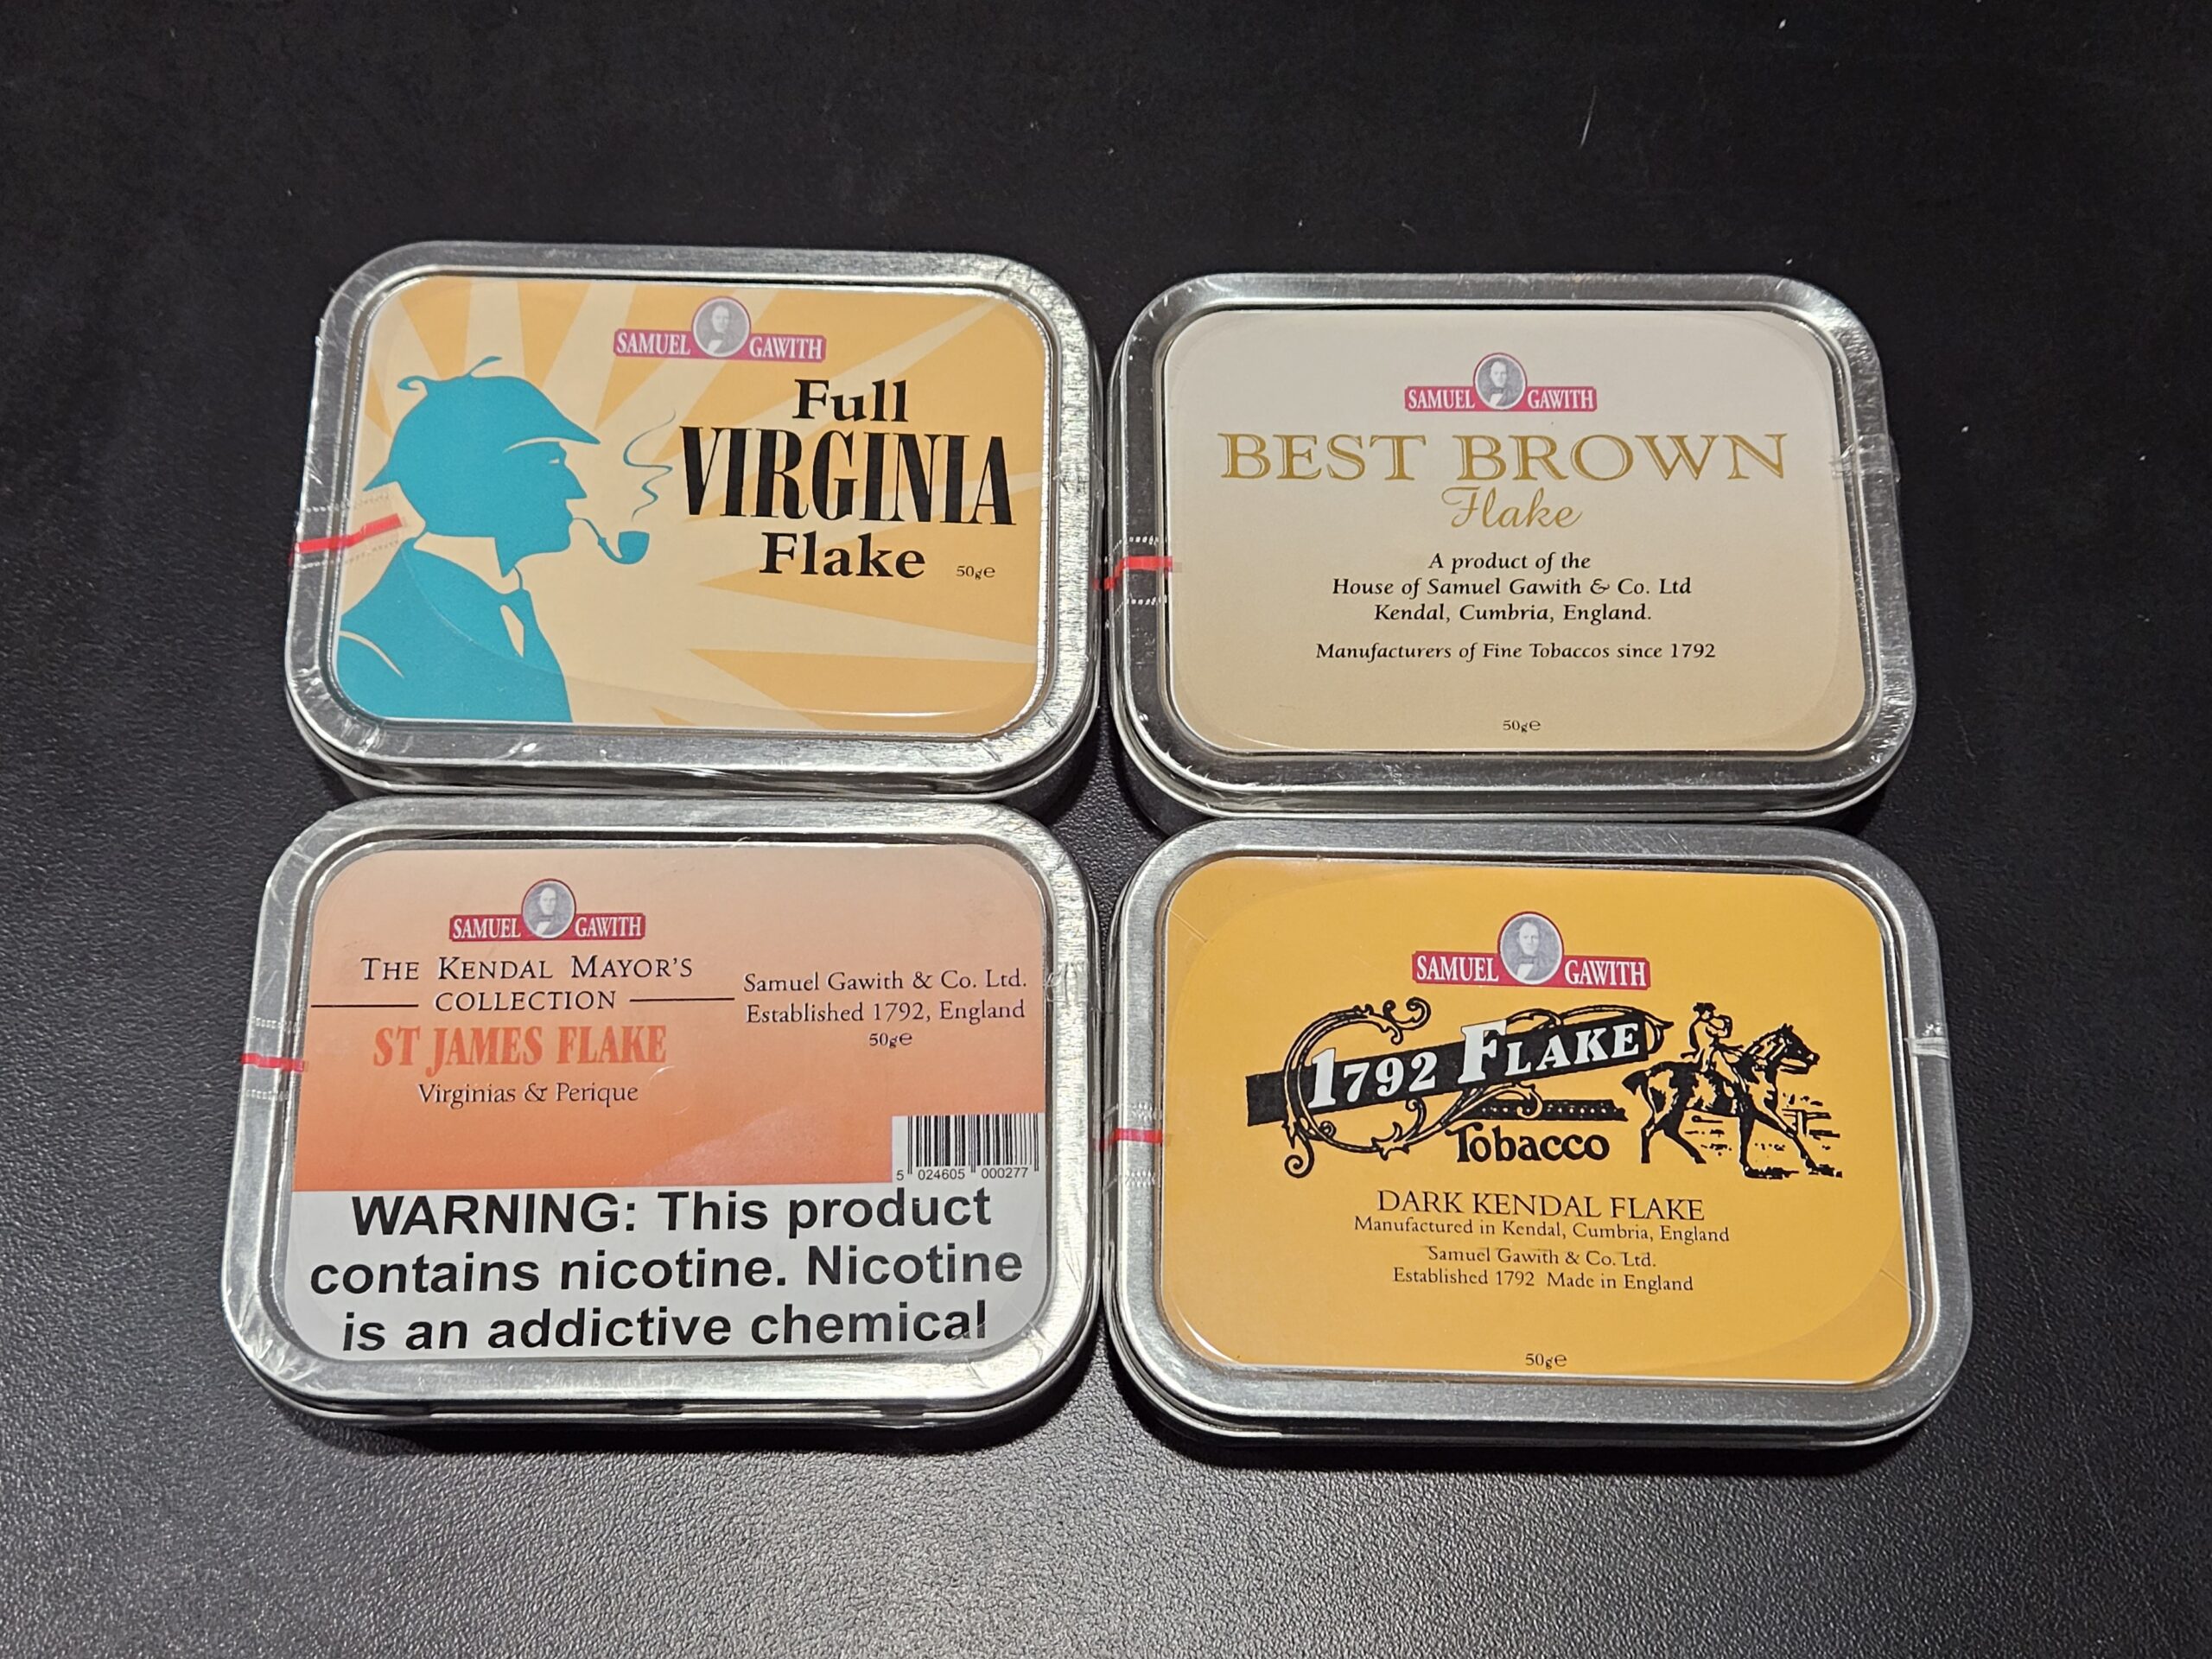 SAMUEL GAWITH
Full
VIRGINIA
Flake
50g℮
SAMUEL GAWITH
BEST BROWN
Flake
A product of the
House of Samuel Gawith & Co. Ltd
Kendal, Cumbria, England.
Manufacturers of Fine Tobaccos since 1792
50g℮
SAMUEL GAWITH
THE KENDAL MAYOR'S
COLLECTION
ST JAMES FLAKE
Virginias & Perique
Samuel Gawith & Co. Ltd.
Established 1792, England
50g℮
5 024605 000277
WARNING: This product
contains nicotine. Nicotine
is an addictive chemical
SAMUEL GAWITH
1792 FLAKE
Tobacco
DARK KENDAL FLAKE
Manufactured in Kendal, Cumbria, England
Samuel Gawith & Co. Ltd.
Established 1792 Made in England
50g℮